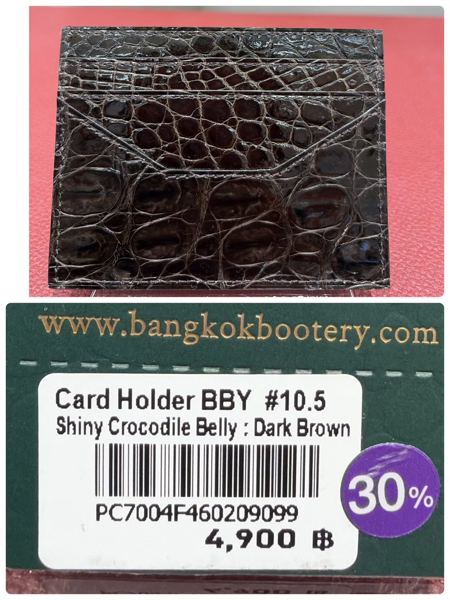 www.bangkokbootery.com
Card Holder BBY #10.5
Shiny Crocodile Belly : Dark Brown
PC7004F460209099
4,900 ฿
30%